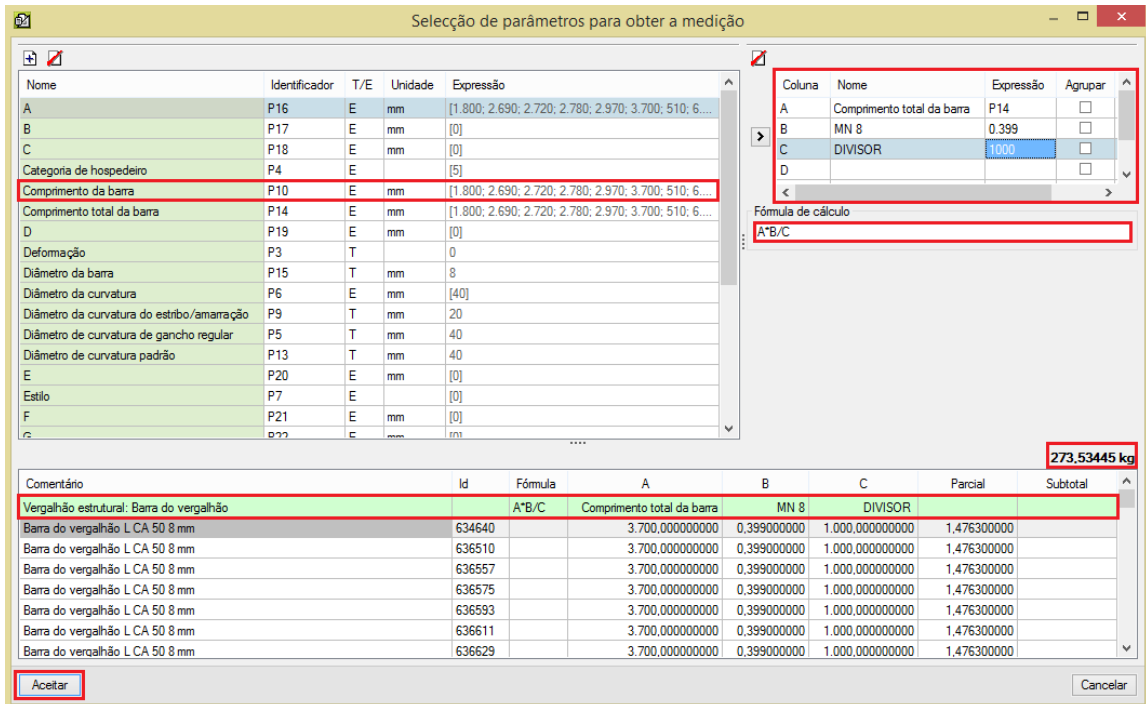 Selecção de parâmetros para obter a medição
Nome Identificador T/E Unidade Expressão
A P16 E mm [1.800; 2.690; 2.720; 2.780; 2.970; 3.700; 510; 6....
B P17 E mm [0]
C P18 E mm [0]
Categoria de hospedeiro P4 E [5]
Comprimento da barra P10 E mm [1.800; 2.690; 2.720; 2.780; 2.970; 3.700; 510; 6....
Comprimento total da barra P14 E mm [1.800; 2.690; 2.720; 2.780; 2.970; 3.700; 510; 6....
D P19 E mm [0]
Deformação P3 T 0
Diâmetro da barra P15 T mm 8
Diâmetro da curvatura P6 E mm [40]
Diâmetro da curvatura do estribo/amarração P9 T mm 20
Diâmetro de curvatura de gancho regular P5 T mm 40
Diâmetro de curvatura padrão P13 T mm 40
E P20 E mm [0]
Estilo P7 E [0]
F P21 E mm [0]
G P22 E mm [0]
Coluna Nome Expressão Agrupar
A Comprimento total da barra P14
B MN 8 0.399
C DIVISOR 1000
D
Fórmula de cálculo
A*B/C
273,53445 kg
Comentário Id Fórmula A B C Parcial Subtotal
Vergalhão estrutural: Barra do vergalhão A*B/C Comprimento total da barra MN 8 DIVISOR
Barra do vergalhão L CA 50 8 mm 634640 3.700,000000000 0,399000000 1.000,000000000 1,476300000
Barra do vergalhão L CA 50 8 mm 636510 3.700,000000000 0,399000000 1.000,000000000 1,476300000
Barra do vergalhão L CA 50 8 mm 636557 3.700,000000000 0,399000000 1.000,000000000 1,476300000
Barra do vergalhão L CA 50 8 mm 636575 3.700,000000000 0,399000000 1.000,000000000 1,476300000
Barra do vergalhão L CA 50 8 mm 636593 3.700,000000000 0,399000000 1.000,000000000 1,476300000
Barra do vergalhão L CA 50 8 mm 636611 3.700,000000000 0,399000000 1.000,000000000 1,476300000
Barra do vergalhão L CA 50 8 mm 636629 3.700,000000000 0,399000000 1.000,000000000 1,476300000
Aceitar Cancelar